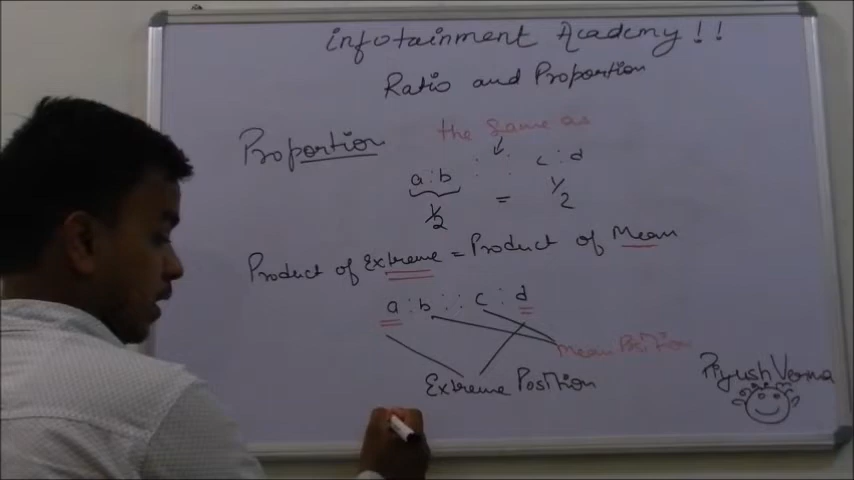 infotainment Academy !!
Ratio and Proportion
Proportion the same as
a : b : : c : d
1/2 = 1/2
Product of Extreme = Product of Mean
a : b : : c : d
Mean Position
Extreme Position
Piyush Verma